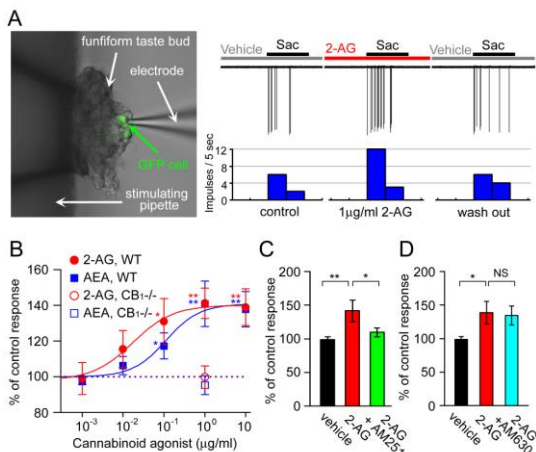 A
funfiform taste bud
electrode
GFP cell
stimulating
pipette
Vehicle Sac
2-AG Sac
Vehicle Sac
Impulses / 5 sec
12
8
4
0
control
1µg/ml 2-AG
wash out
B
2-AG, WT
AEA, WT
2-AG, CB1-/-
AEA, CB1-/-
% of control response
160
140
120
100
80
** ** * * ** **
10-3 10-2 10-1 100 10
Cannabinoid agonist (µg/ml)
C
% of control response
200
150
100
50
0
** *
vehicle
2-AG
2-AG
+ AM251
D
% of control response
200
150
100
50
0
* NS
vehicle
2-AG
2-AG
+AM630